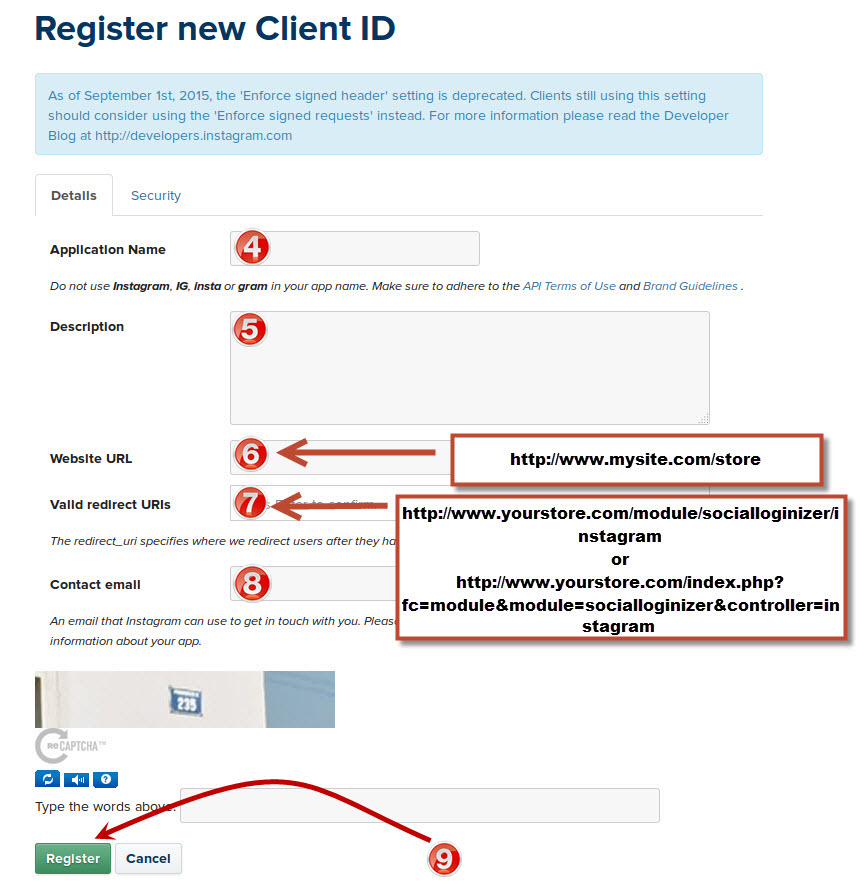 Register new Client ID
As of September 1st, 2015, the 'Enforce signed header' setting is deprecated. Clients still using this setting
should consider using the 'Enforce signed requests' instead. For more information please read the Developer
Blog at http://developers.instagram.com
Details
Security
Application Name
4
Do not use Instagram, IG, insta or gram in your app name. Make sure to adhere to the API Terms of Use and Brand Guidelines .
Description
5
Website URL
6
http://www.mysite.com/store
Valid redirect URIs
7
to confirm
http://www.yourstore.com/module/socialloginizer/i
nstagram
or
http://www.yourstore.com/index.php?
fc=module&module=socialloginizer&controller=in
stagram
The redirect_uri specifies where we redirect users after they ha
Contact email
8
An email that Instagram can use to get in touch with you. Pleas
information about your app.
235
reCAPTCHA™
?
Type the words above:
Register
Cancel
9